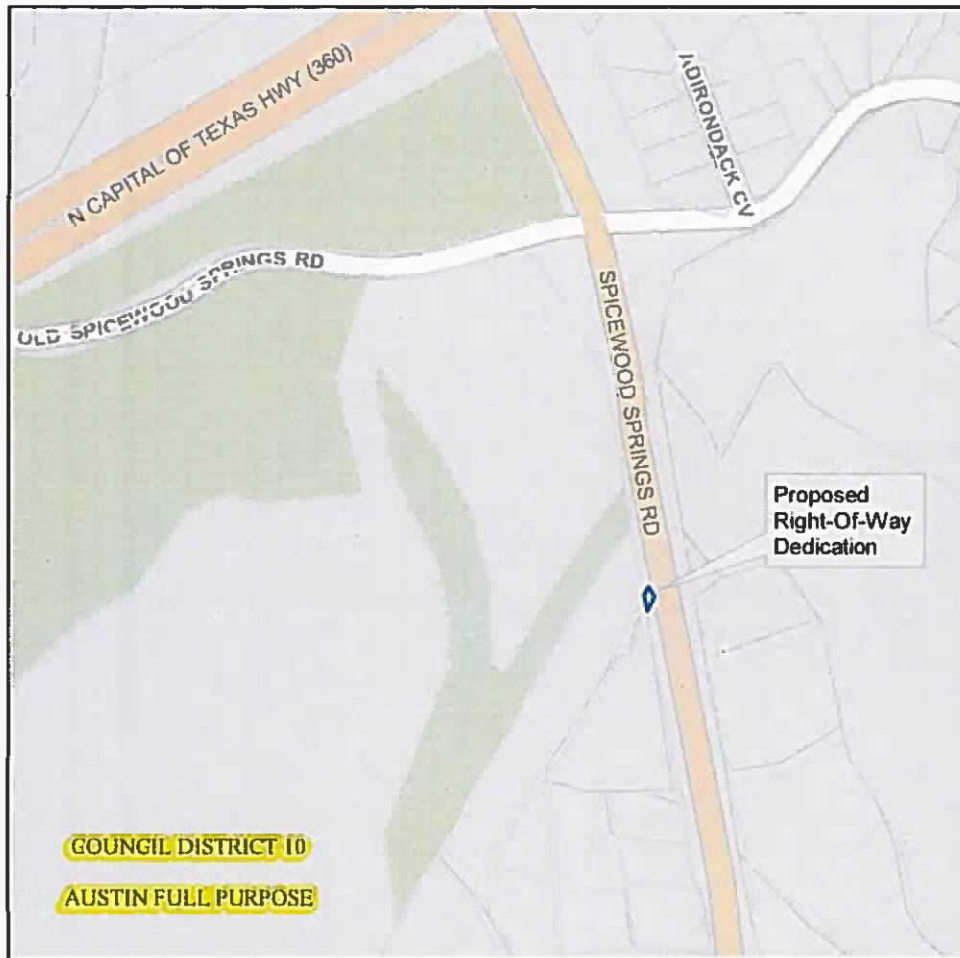 N CAPITAL OF TEXAS HWY (360)
ADIRONDACK CV
OLD SPICEWOOD SPRINGS RD
SPICEWOOD SPRINGS RD
Proposed
Right-Of-Way
Dedication
COUNCIL DISTRICT 10
AUSTIN FULL PURPOSE